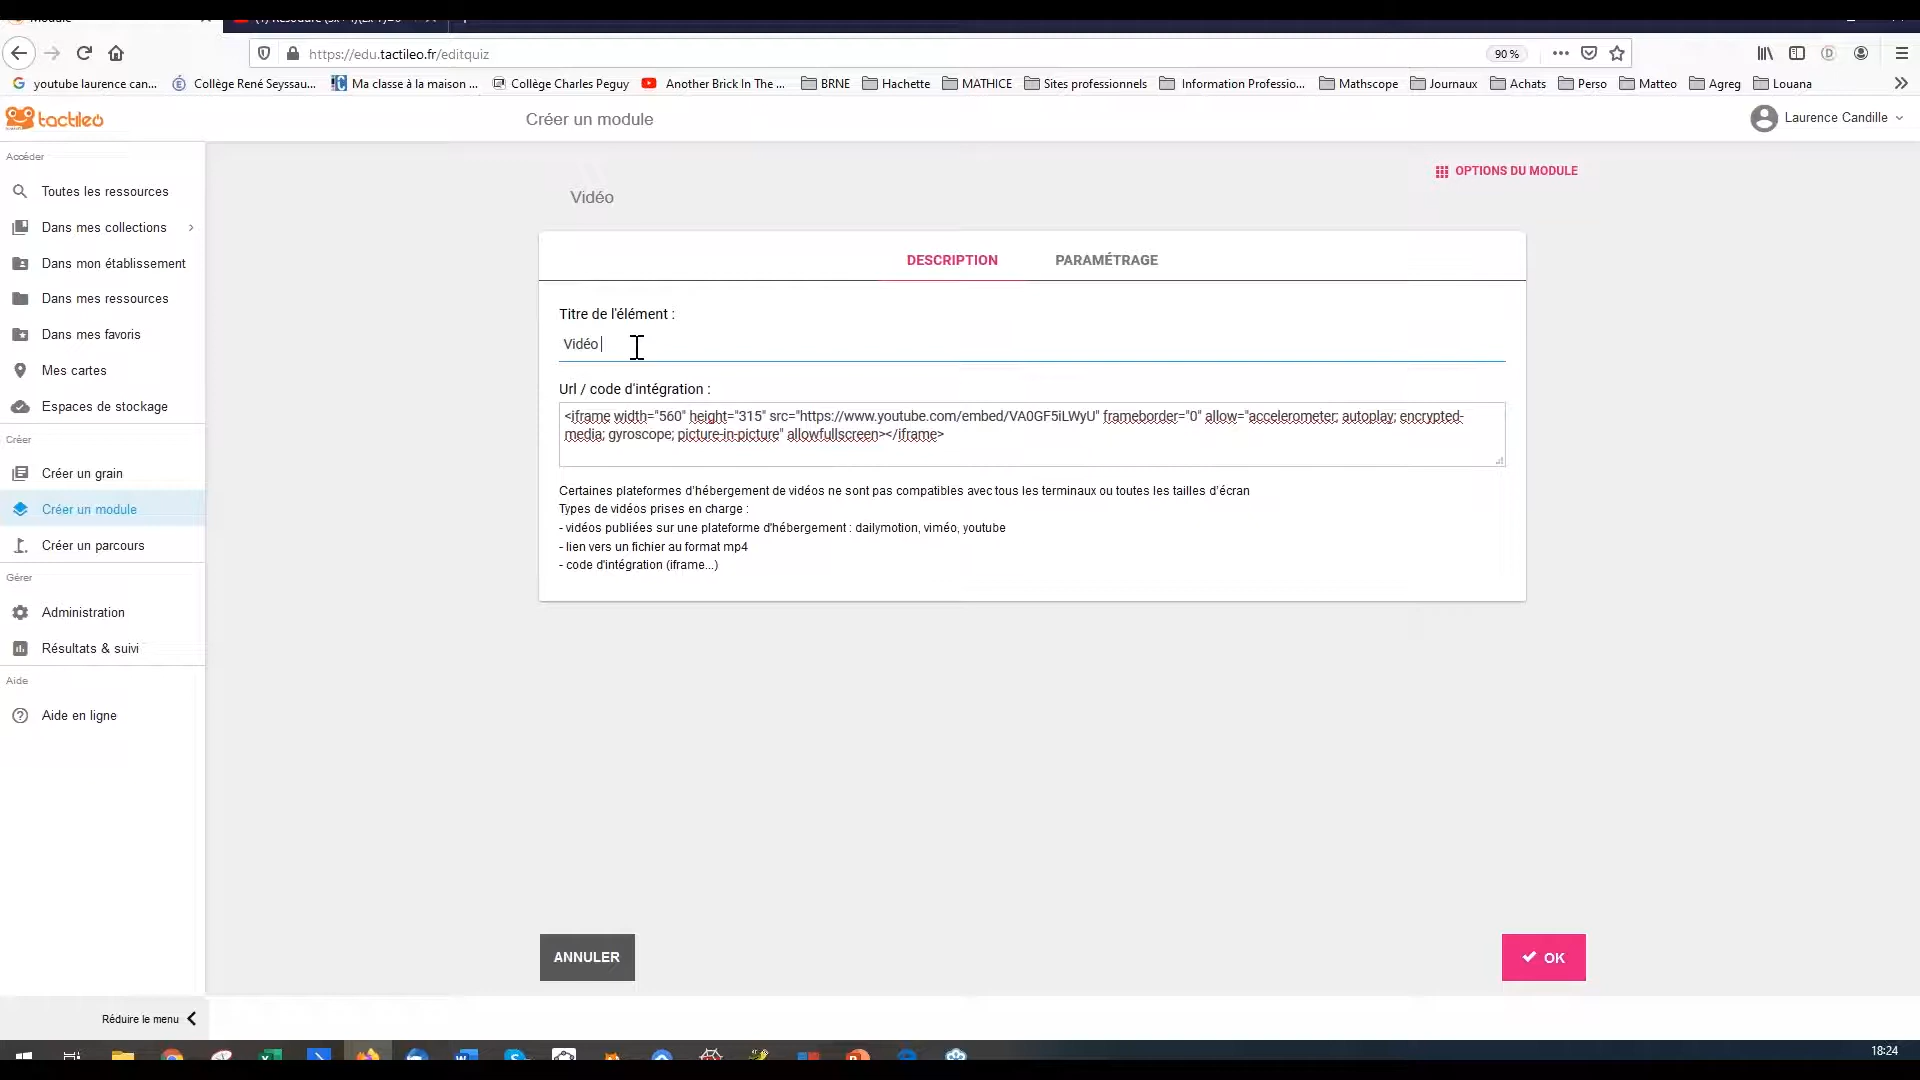 Module
https://edu.tactileo.fr/editquiz
90 %
youtube laurence can...
Collège René Seyssau...
Ma classe à la maison ...
Collège Charles Peguy
Another Brick In The ...
BRNE
Hachette
MATHICE
Sites professionnels
Information Professio...
Mathscope
Journaux
Achats
Perso
Matteo
Agreg
Louana
tactileo
Créer un module
Laurence Candille
Accéder
Toutes les ressources
Dans mes collections
Dans mon établissement
Dans mes ressources
Dans mes favoris
Mes cartes
Espaces de stockage
Créer
Créer un grain
Créer un module
Créer un parcours
Gérer
Administration
Résultats & suivi
Aide
Aide en ligne
Réduire le menu
OPTIONS DU MODULE
Vidéo
DESCRIPTION
PARAMÉTRAGE
Titre de l'élément :
Vidéo
Url / code d'intégration :
<iframe width="560" height="315" src="https://www.youtube.com/embed/VA0GF5iLWyU" frameborder="0" allow="accelerometer; autoplay; encrypted-
media; gyroscope; picture-in-picture" allowfullscreen></iframe>
Certaines plateformes d'hébergement de vidéos ne sont pas compatibles avec tous les terminaux ou toutes les tailles d'écran
Types de vidéos prises en charge :
- vidéos publiées sur une plateforme d'hébergement : dailymotion, viméo, youtube
- lien vers un fichier au format mp4
- code d'intégration (iframe...)
ANNULER
OK
18:24